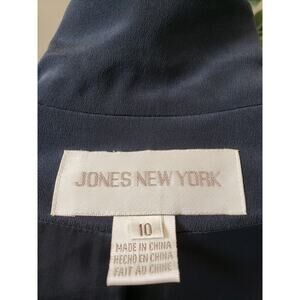 JONES NEW YORK
10
MADE IN CHINA
HECHO EN CHINA
FAIT AU CHINE